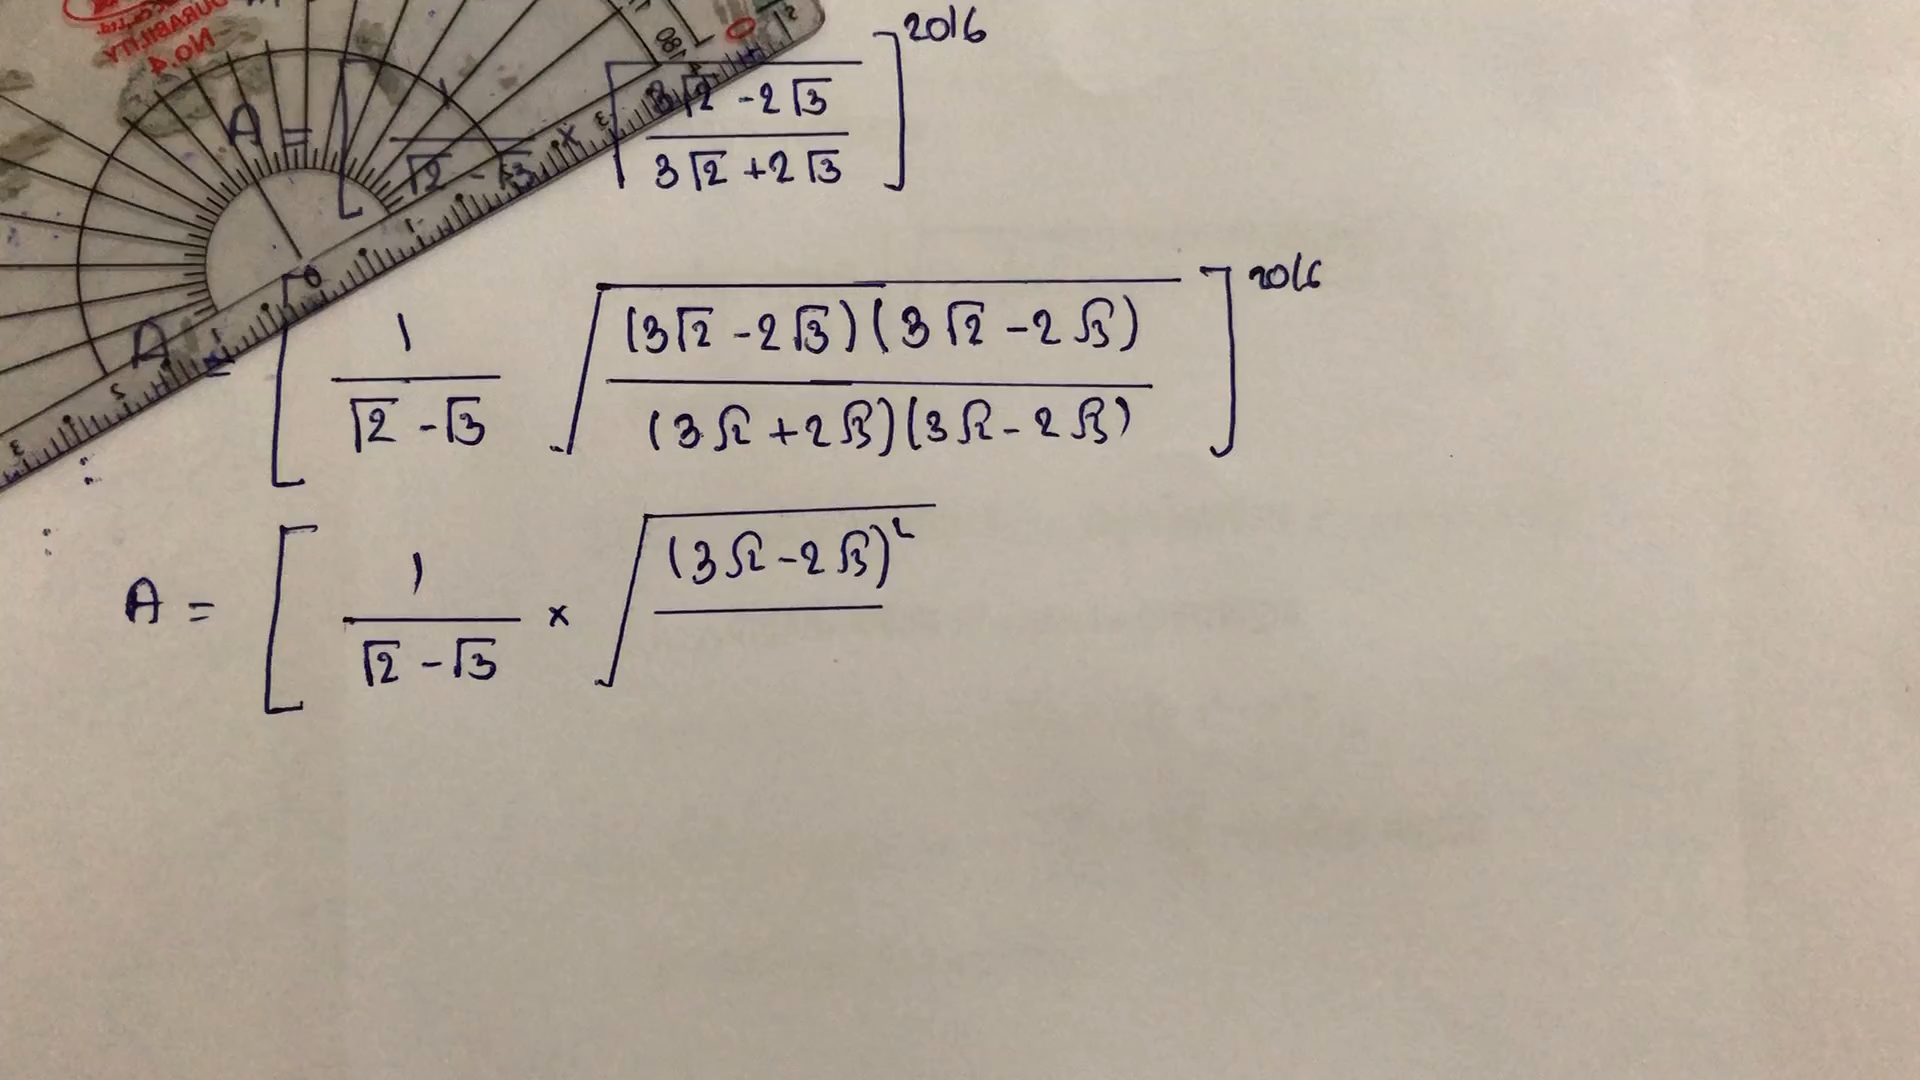 DURABILITY
No.4
A = [ 1/(√2 - √3) × √((3√2 - 2√3)/(3√2 + 2√3)) ]^2016
A = [ 1/(√2 - √3) √((3√2 - 2√3)(3√2 - 2√3)/(3√2 + 2√3)(3√2 - 2√3)) ]^2016
A = [ 1/(√2 - √3) × √((3√2 - 2√3)²/